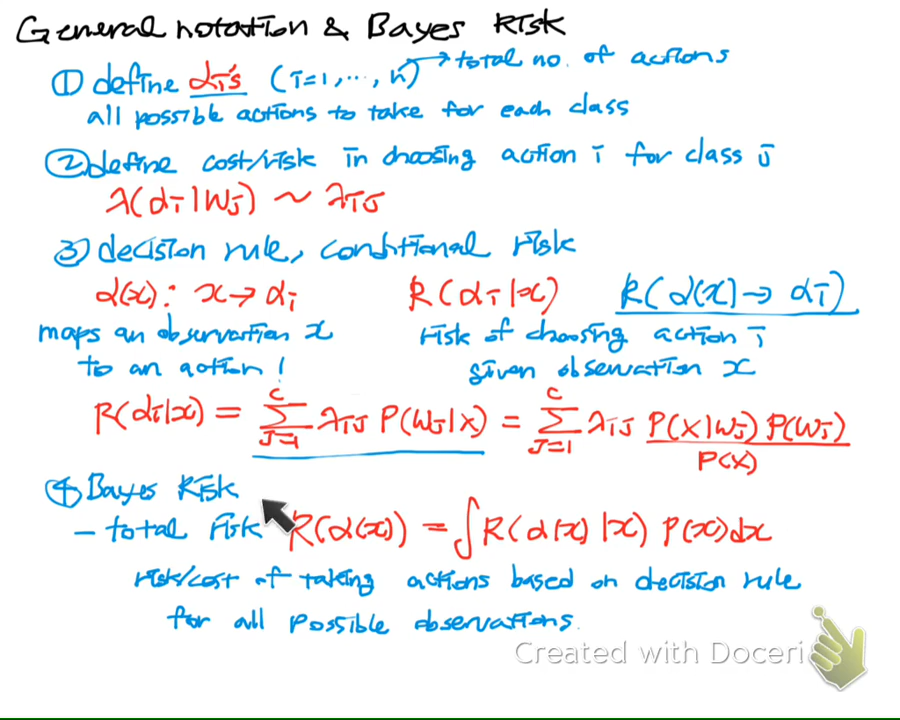 General notation & Bayes Risk
① define αi's (i=1,...,n) → total no. of actions
all possible actions to take for each class
② define cost/risk in choosing action i for class j
λ(αi|ωj) ~ λij
③ decision rule, conditional risk
α(x): x→αi R(αi|x) R(α(x)→αi)
maps an observation x risk of choosing action i
to an action! given observation x
R(αi|x) = Σ_{j=1}^{c} λij P(ωj|x) = Σ_{j=1}^{c} λij P(x|ωj) P(ωj) / P(x)
④ Bayes Risk
- total risk R(α(x)) = ∫R(α(x)|x) P(x)dx
risk/cost of taking actions based on decision rule
for all possible observations.
Created with Doceri